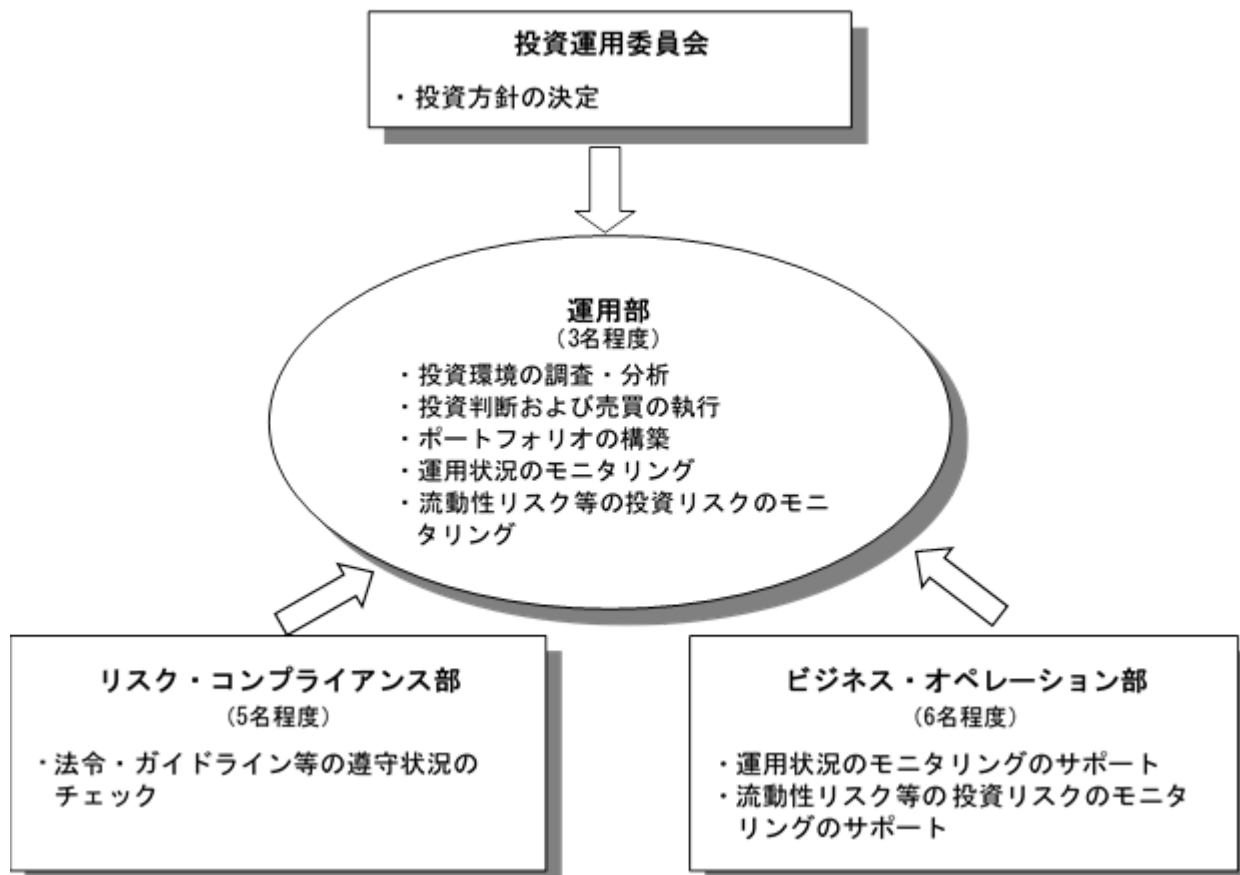 投資運用委員会
・投資方針の決定
運用部
（3名程度）
・投資環境の調査・分析
・投資判断および売買の執行
・ポートフォリオの構築
・運用状況のモニタリング
・流動性リスク等の投資リスクのモニ
タリング
リスク・コンプライアンス部
（5名程度）
・法令・ガイドライン等の遵守状況の
チェック
ビジネス・オペレーション部
（6名程度）
・運用状況のモニタリングのサポート
・流動性リスク等の投資リスクのモニタ
リングのサポート